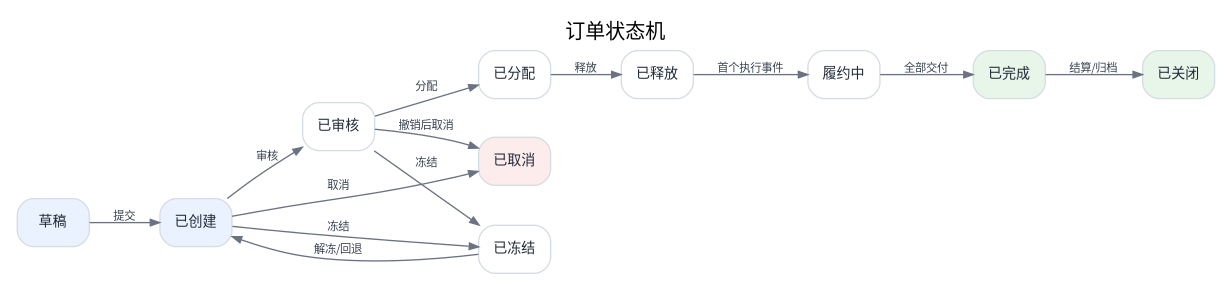 订单状态机
已分配
释放
已释放
首个执行事件
履约中
全部交付
已完成
结算/归档
已关闭
分配
已审核
撤销后取消
已取消
审核
冻结
取消
草稿
提交
已创建
冻结
解冻/回退
已冻结